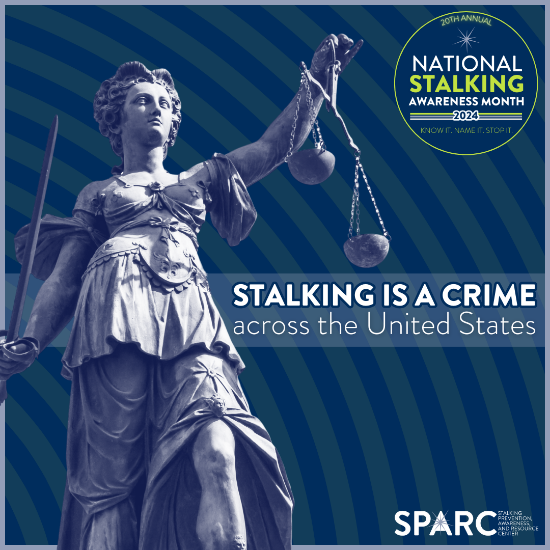 20TH ANNUAL
NATIONAL
STALKING
AWARENESS MONTH
2024
KNOW IT. NAME IT. STOP IT
STALKING IS A CRIME
across the United States
SPARC
STALKING
PREVENTION,
AWARENESS,
AND RESOURCE
CENTER